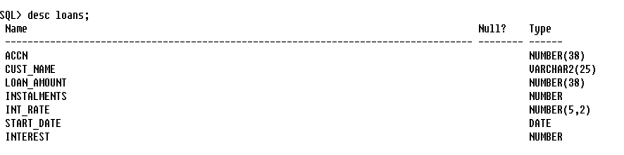 SQL> desc loans;
Name Null? Type
----------------------------------------------------------------------------------- -------- ------
ACCN NUMBER(38)
CUST_NAME VARCHAR2(25)
LOAN_AMOUNT NUMBER(38)
INSTALMENTS NUMBER
INT_RATE NUMBER(5,2)
START_DATE DATE
INTEREST NUMBER